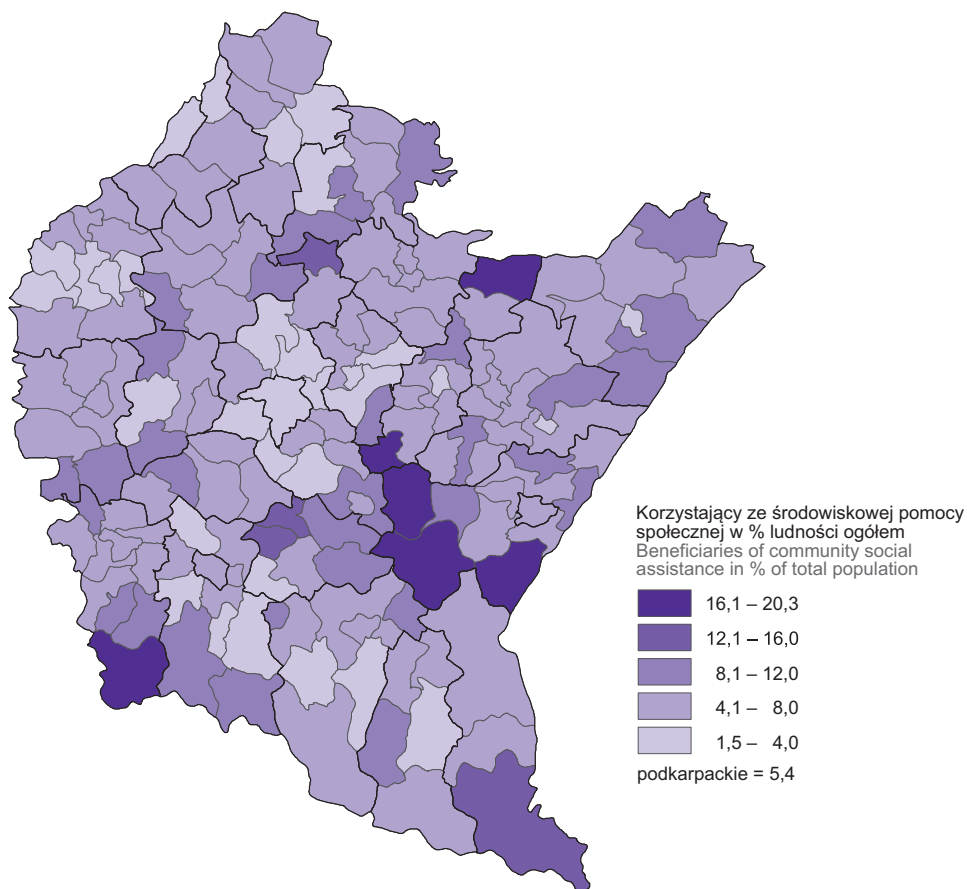 Korzystający ze środowiskowej pomocy
społecznej w % ludności ogółem
Beneficiaries of community social
assistance in % of total population
16,1 – 20,3
12,1 – 16,0
8,1 – 12,0
4,1 – 8,0
1,5 – 4,0
podkarpackie = 5,4